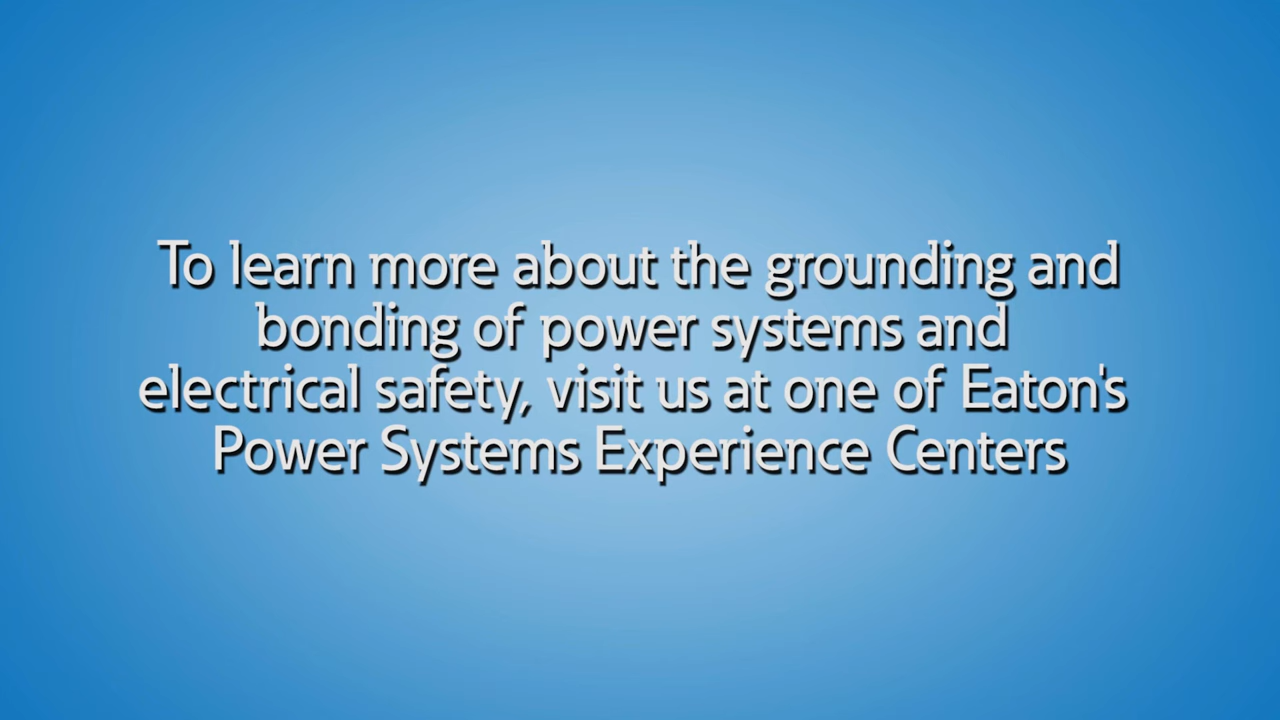 To learn more about the grounding and
bonding of power systems and
electrical safety, visit us at one of Eaton's
Power Systems Experience Centers